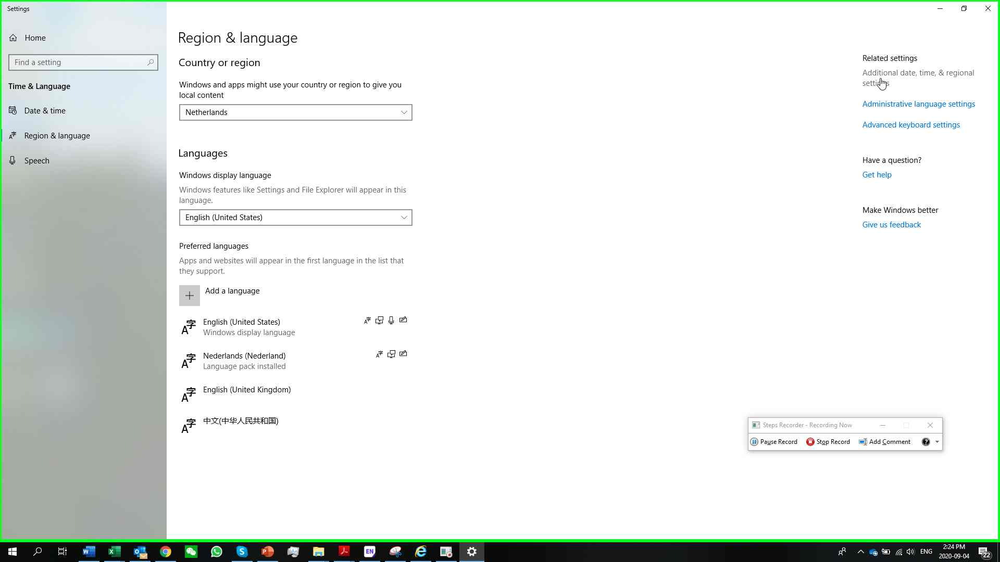 Settings
Home
Find a setting
Time & Language
Date & time
Region & language
Speech
Region & language
Country or region
Windows and apps might use your country or region to give you
local content
Netherlands
Languages
Windows display language
Windows features like Settings and File Explorer will appear in this
language.
English (United States)
Preferred languages
Apps and websites will appear in the first language in the list that
they support.
Add a language
English (United States)
Windows display language
Nederlands (Nederland)
Language pack installed
English (United Kingdom)
中文(中华人民共和国)
Related settings
Additional date, time, & regional
settings
Administrative language settings
Advanced keyboard settings
Have a question?
Get help
Make Windows better
Give us feedback
Steps Recorder - Recording Now
Pause Record Stop Record Add Comment
EN
ENG
2:24 PM
2020-09-04
22